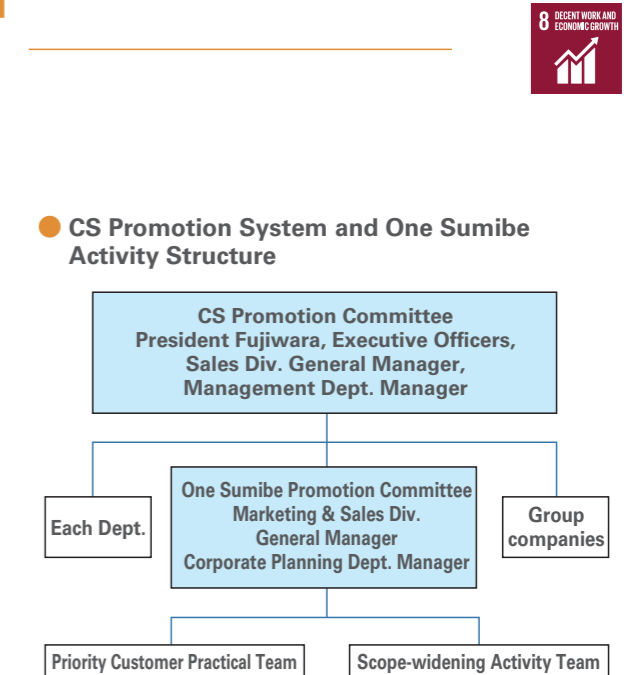 8 DECENT WORK AND
ECONOMIC GROWTH
CS Promotion System and One Sumibe
Activity Structure
CS Promotion Committee
President Fujiwara, Executive Officers,
Sales Div. General Manager,
Management Dept. Manager
Each Dept.
One Sumibe Promotion Committee
Marketing & Sales Div.
General Manager
Corporate Planning Dept. Manager
Group
companies
Priority Customer Practical Team
Scope-widening Activity Team